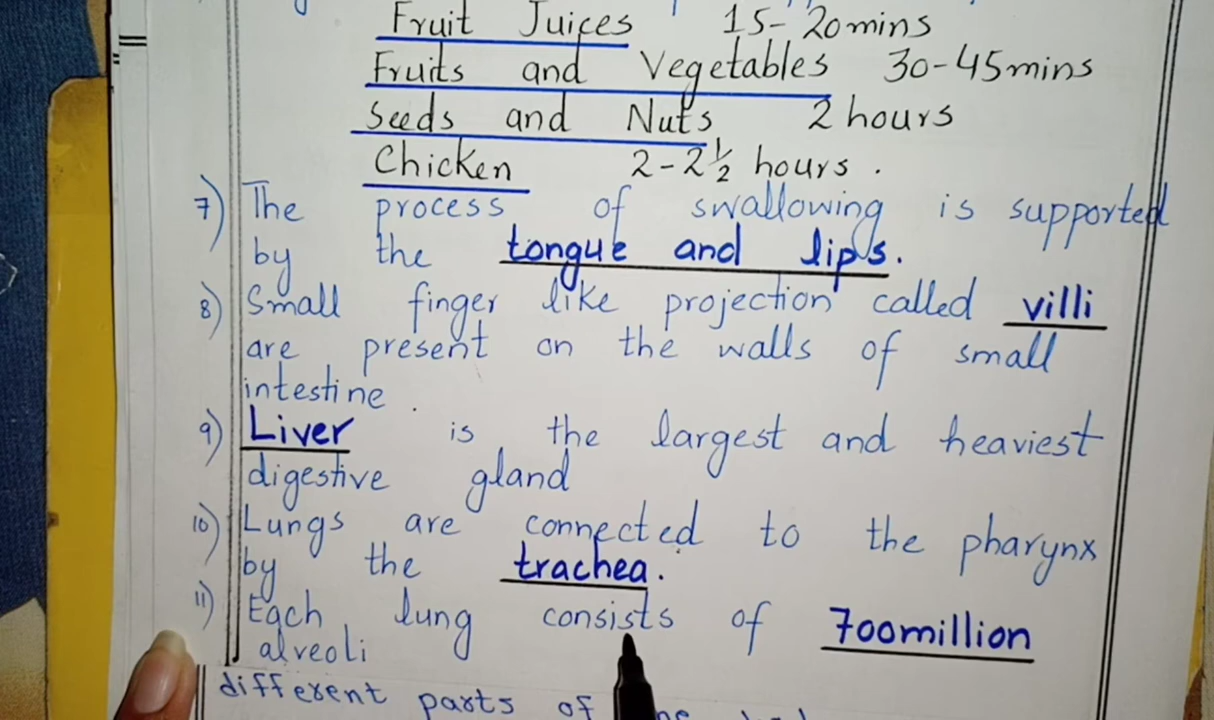 Fruit Juices 15-20mins
Fruits and Vegetables 30-45mins
Seeds and Nuts 2 hours
Chicken 2-2½ hours.
7) The process of swallowing is supported
by the tongue and lips.
8) Small finger like projection called villi
are present on the walls of small
intestine.
9) Liver is the largest and heaviest
digestive gland
10) Lungs are connected to the pharynx
by the trachea.
11) Each lung consists of 700million
alveoli
different parts of